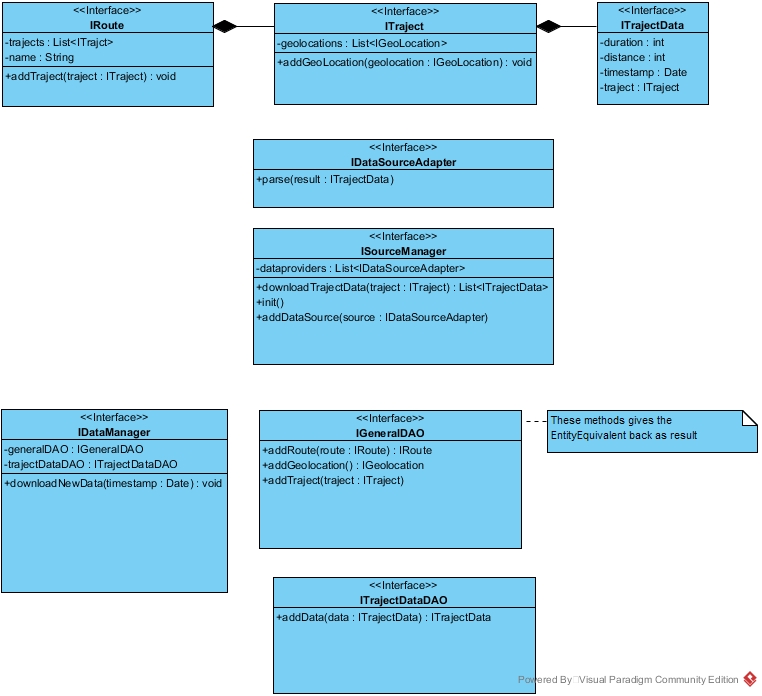 <<Interface>>
IRoute
-trajects : List<ITrajct>
-name : String
+addTraject(traject : ITraject) : void
<<Interface>>
ITraject
-geolocations : List<IGeoLocation>
+addGeoLocation(geolocation : IGeoLocation) : void
<<Interface>>
ITrajectData
-duration : int
-distance : int
-timestamp : Date
-traject : ITraject
<<Interface>>
IDataSourceAdapter
+parse(result : ITrajectData)
<<Interface>>
ISourceManager
-dataproviders : List<IDataSourceAdapter>
+downloadTrajectData(traject : ITraject) : List<ITrajectData>
+init()
+addDataSource(source : IDataSourceAdapter)
<<Interface>>
IDataManager
-generalDAO : IGeneralDAO
-trajectDataDAO : ITrajectDataDAO
+downloadNewData(timestamp : Date) : void
<<Interface>>
IGeneralDAO
+addRoute(route : IRoute) : IRoute
+addGeolocation() : IGeolocation
+addTraject(traject : ITraject)
These methods gives the
EntityEquivalent back as result
<<Interface>>
ITrajectDataDAO
+addData(data : ITrajectData) : ITrajectData
Powered By Visual Paradigm Community Edition